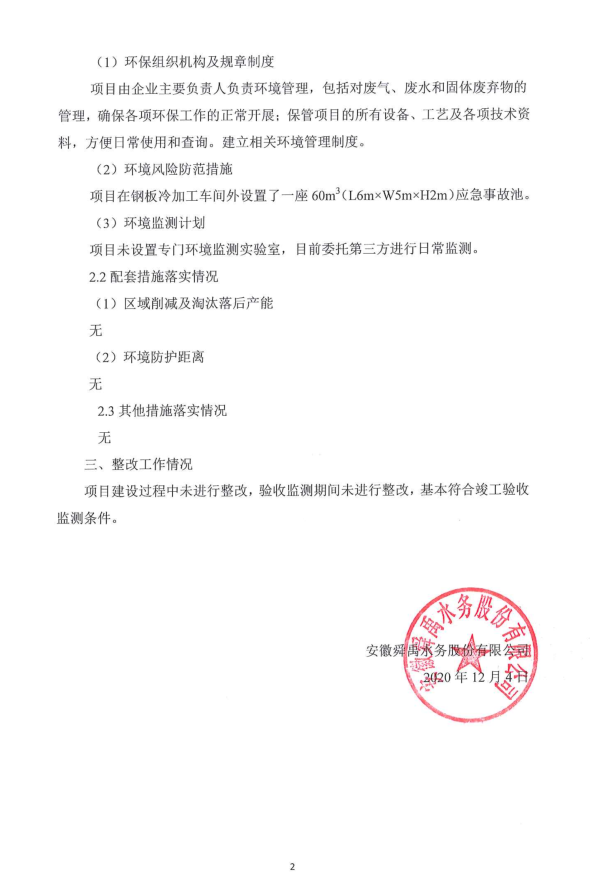 （1）环保组织机构及规章制度
项目由企业主要负责人负责环境管理，包括对废气、废水和固体废弃物的
管理，确保各项环保工作的正常开展；保管项目的所有设备、工艺及各项技术资
料，方便日常使用和查询。建立相关环境管理制度。
（2）环境风险防范措施
项目在钢板冷加工车间外设置了一座 60m³（L6m×W5m×H2m）应急事故池。
（3）环境监测计划
项目未设置专门环境监测实验室，目前委托第三方进行日常监测。
2.2 配套措施落实情况
（1）区域削减及淘汰落后产能
无
（2）环境防护距离
无
2.3 其他措施落实情况
无
三、整改工作情况
项目建设过程中未进行整改，验收监测期间未进行整改，基本符合竣工验收
监测条件。
安徽舜禹水务股份有限公司
安徽舜禹水务股份有限公司
2020 年 12 月 4 日
2